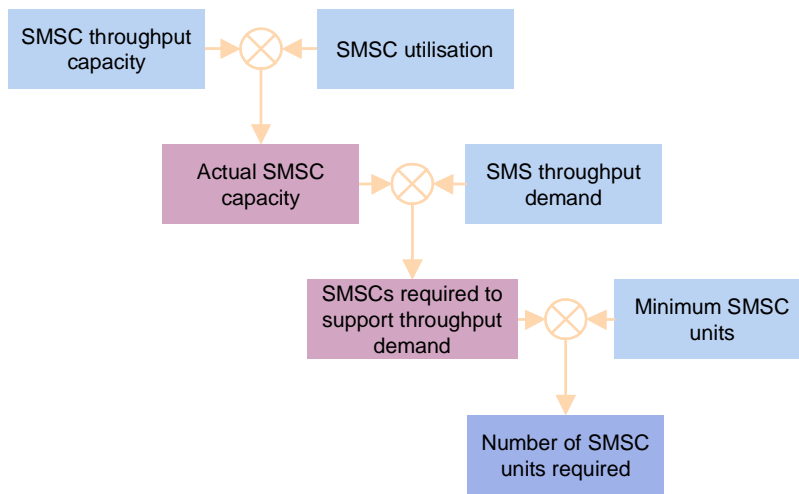 SMSC throughput
capacity
SMSC utilisation
Actual SMSC
capacity
SMS throughput
demand
SMSCs required to
support throughput
demand
Minimum SMSC
units
Number of SMSC
units required